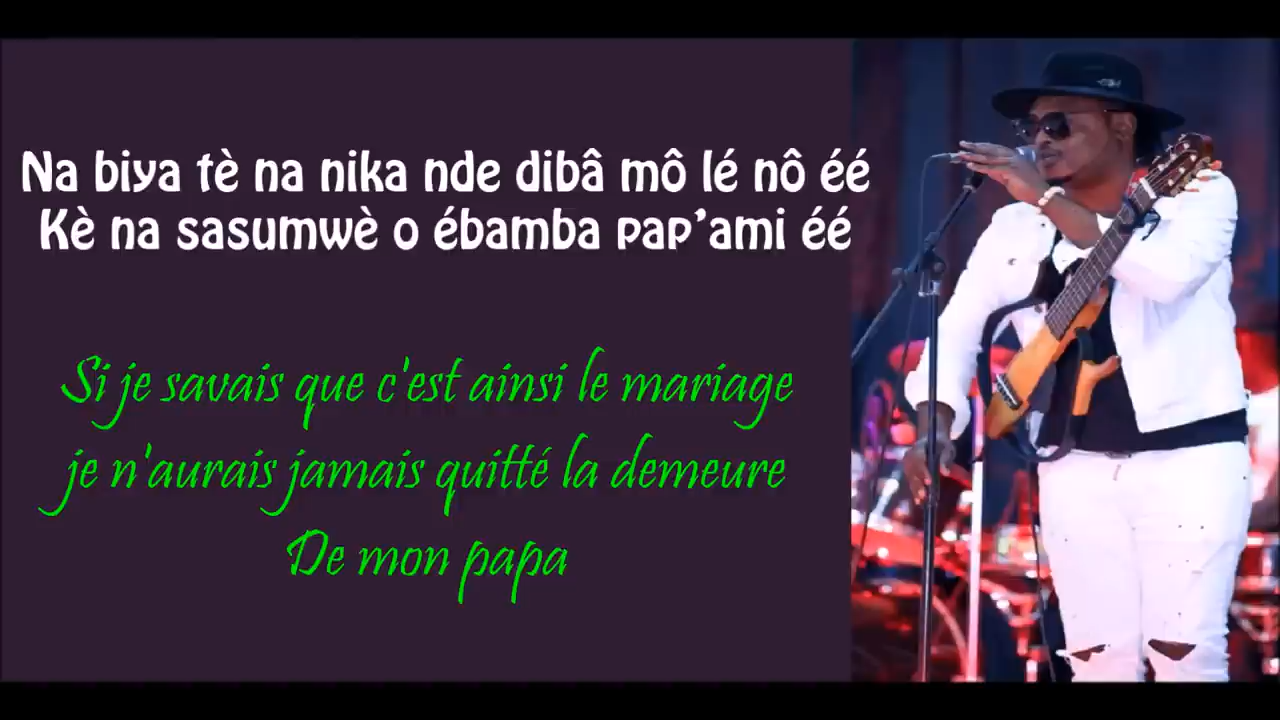 Na biya tè na nika nde dibâ mô lé nô éé
Kè na sasumwè o ébamba pap'ami éé
Si je savais que c'est ainsi le mariage
je n'aurais jamais quitté la demeure
De mon papa